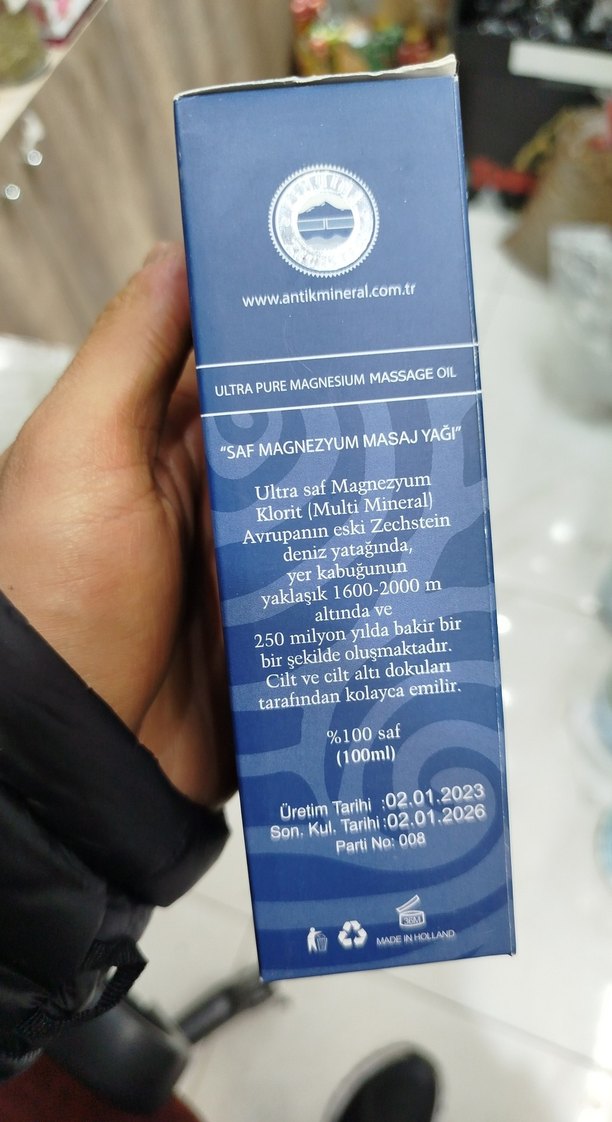 www.antikmineral.com.tr
ULTRA PURE MAGNESIUM MASSAGE OIL
“SAF MAGNEZYUM MASAJ YAĞI”
Ultra saf Magnezyum
Klorit (Multi Mineral)
Avrupanın eski Zechstein
deniz yatağında,
yer kabuğunun
yaklaşık 1600-2000 m
altında ve
250 milyon yılda bakir bir
bir şekilde oluşmaktadır.
Cilt ve cilt altı dokuları
tarafından kolayca emilir.
%100 saf
(100ml)
Üretim Tarihi :02.01.2023
Son. Kul. Tarihi :02.01.2026
Parti No: 008
MADE IN HOLLAND